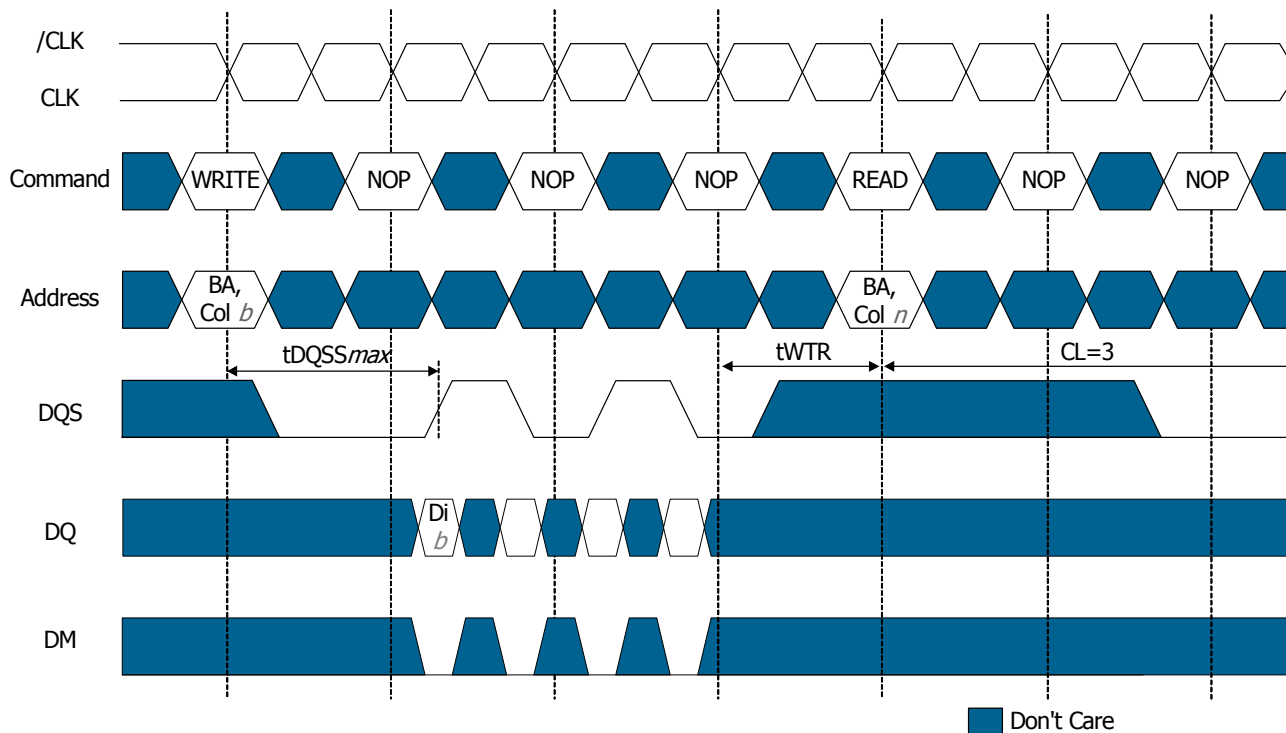 /CLK
CLK
Command
WRITE
NOP
NOP
NOP
READ
NOP
NOP
Address
BA,
Col b
BA,
Col n
tDQSSmax
tWTR
CL=3
DQS
DQ
Di
b
DM
Don't Care